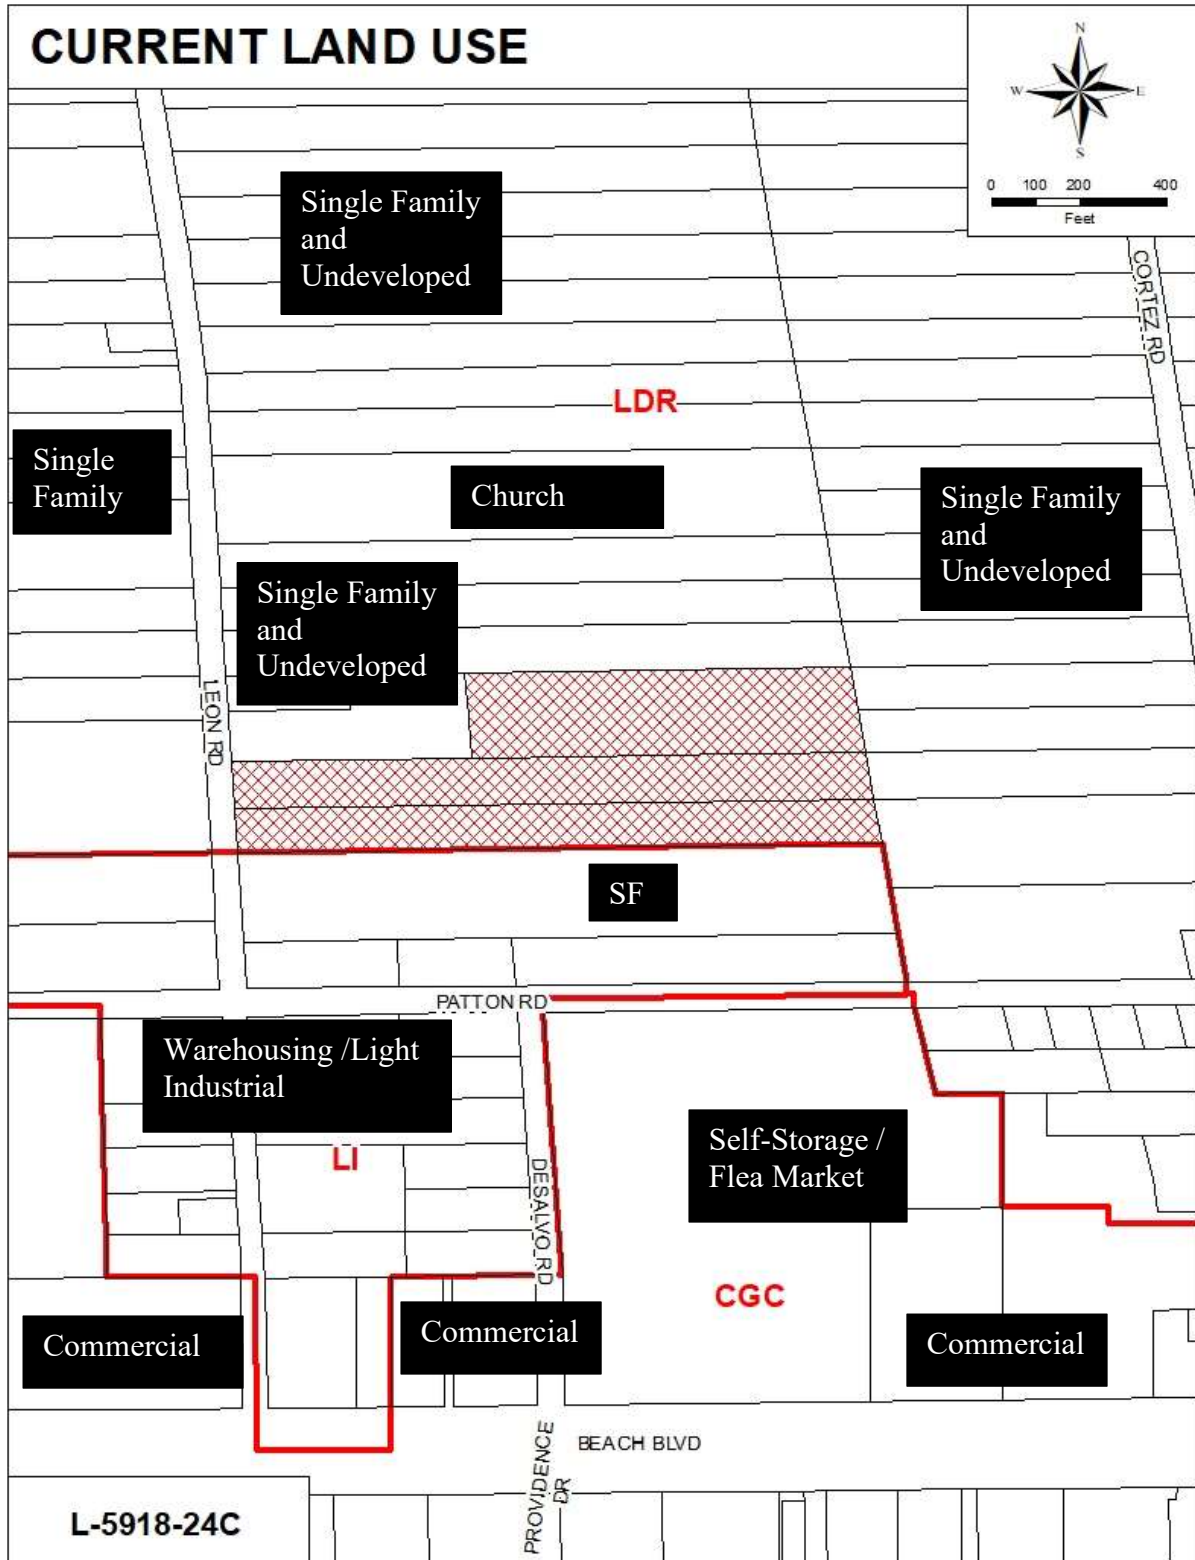 CURRENT LAND USE
N
W
E
S
0 100 200 400
Feet
Single Family
and
Undeveloped
CORTEZ RD
LDR
Single
Family
Church
Single Family
and
Undeveloped
Single Family
and
Undeveloped
LEON RD
SF
PATTON RD
Warehousing /Light
Industrial
LI
DESALVO RD
Self-Storage /
Flea Market
CGC
Commercial
Commercial
Commercial
BEACH BLVD
PROVIDENCE
DR
L-5918-24C